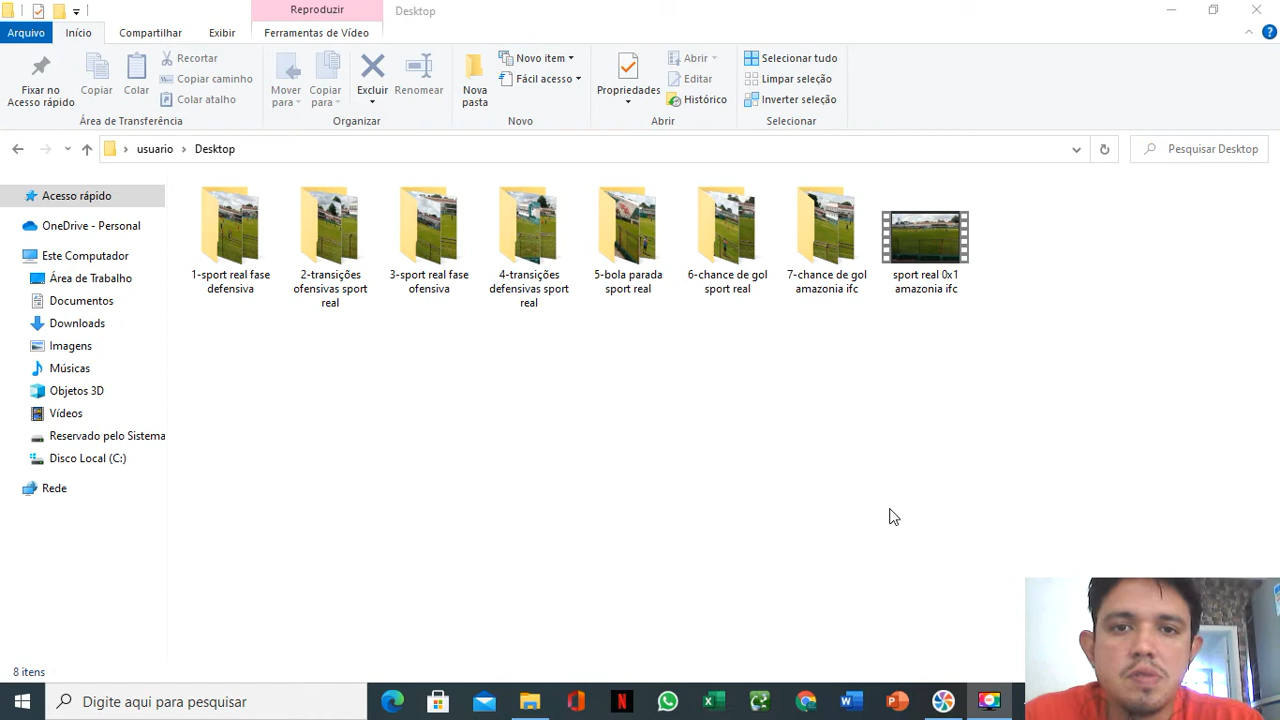 Reproduzir
Desktop
Arquivo
Início
Compartilhar
Exibir
Ferramentas de Vídeo
Fixar no
Acesso rápido
Copiar
Colar
Recortar
Copiar caminho
Colar atalho
Área de Transferência
Mover
para
Copiar
para
Excluir
Renomear
Organizar
Nova
pasta
Novo item
Fácil acesso
Novo
Propriedades
Abrir
Editar
Histórico
Abrir
Selecionar tudo
Limpar seleção
Inverter seleção
Selecionar
usuario
Desktop
Pesquisar Desktop
Acesso rápido
OneDrive - Personal
Este Computador
Área de Trabalho
Documentos
Downloads
Imagens
Músicas
Objetos 3D
Vídeos
Reservado pelo Sistema
Disco Local (C:)
Rede
1-sport real fase
defensiva
2-transições
ofensivas sport
real
3-sport real fase
ofensiva
4-transições
defensivas sport
real
5-bola parada
sport real
6-chance de gol
sport real
7-chance de gol
amazonia ifc
sport real 0x1
amazonia ifc
8 itens
Digite aqui para pesquisar